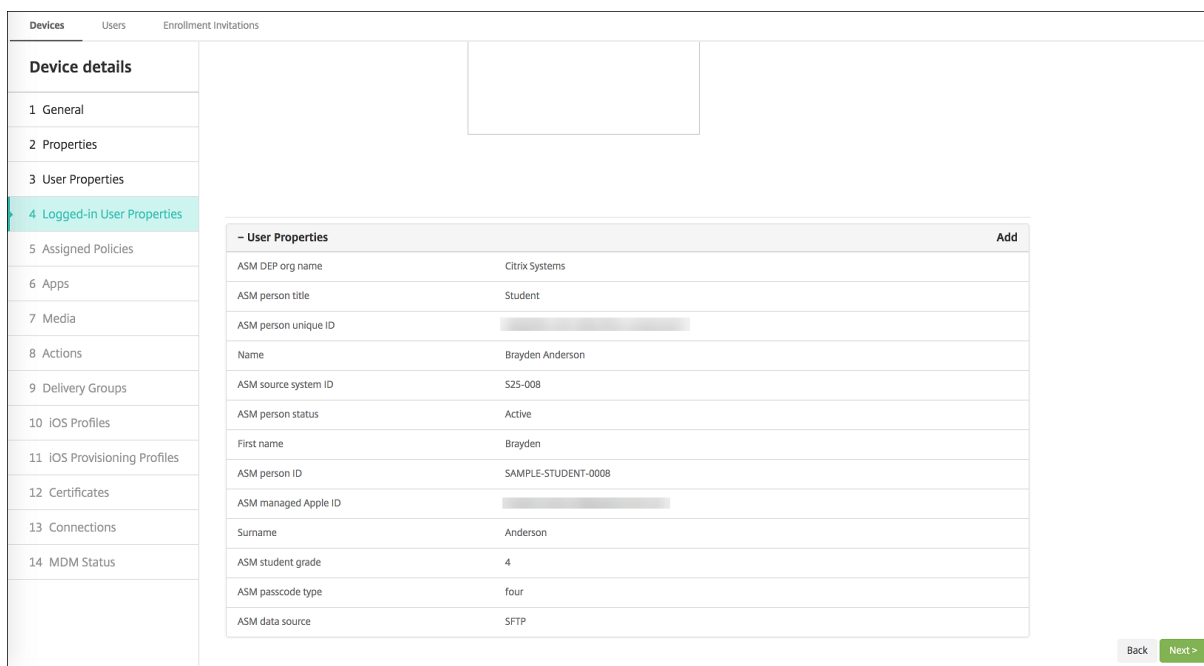 Devices Users Enrollment Invitations
Device details
1 General
2 Properties
3 User Properties
4 Logged-in User Properties
5 Assigned Policies
6 Apps
7 Media
8 Actions
9 Delivery Groups
10 iOS Profiles
11 iOS Provisioning Profiles
12 Certificates
13 Connections
14 MDM Status
– User Properties Add
ASM DEP org name Citrix Systems
ASM person title Student
ASM person unique ID
Name Brayden Anderson
ASM source system ID S25-008
ASM person status Active
First name Brayden
ASM person ID SAMPLE-STUDENT-0008
ASM managed Apple ID
Surname Anderson
ASM student grade 4
ASM passcode type four
ASM data source SFTP
Back Next >